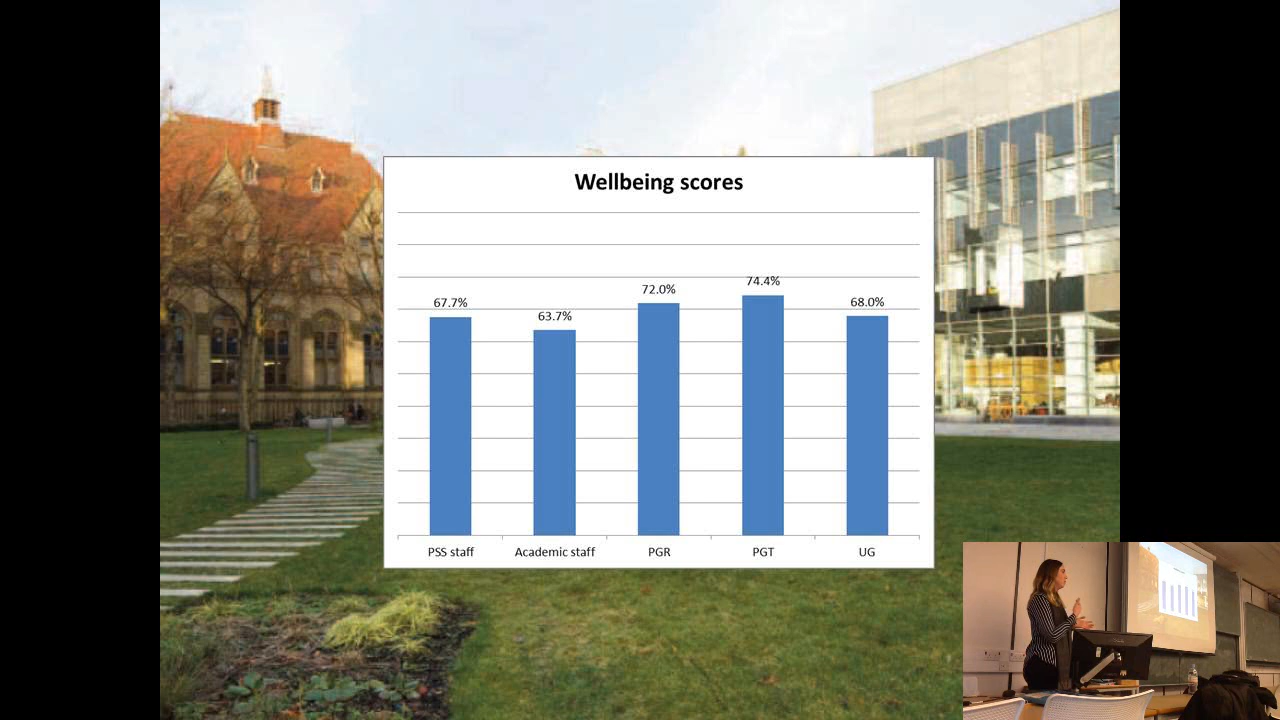 Wellbeing scores
67.7%
63.7%
72.0%
74.4%
68.0%
PSS staff
Academic staff
PGR
PGT
UG